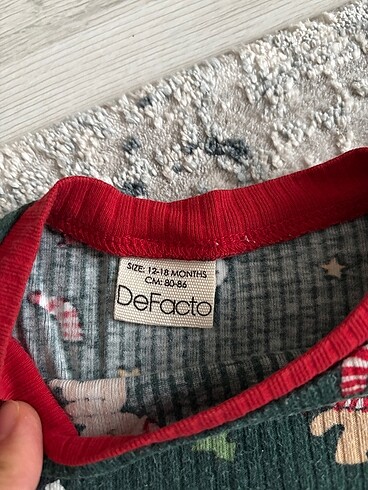 SIZE: 12-18 MONTHS
CM: 80-86
DeFacto